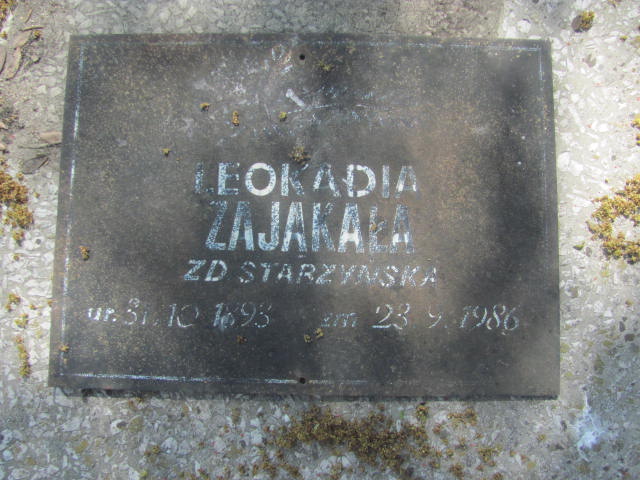 LEOKADIA
ZAJĄKAŁA
ZD STARZYŃSKA
ur. 31.10.1893 zm 23.9.1986